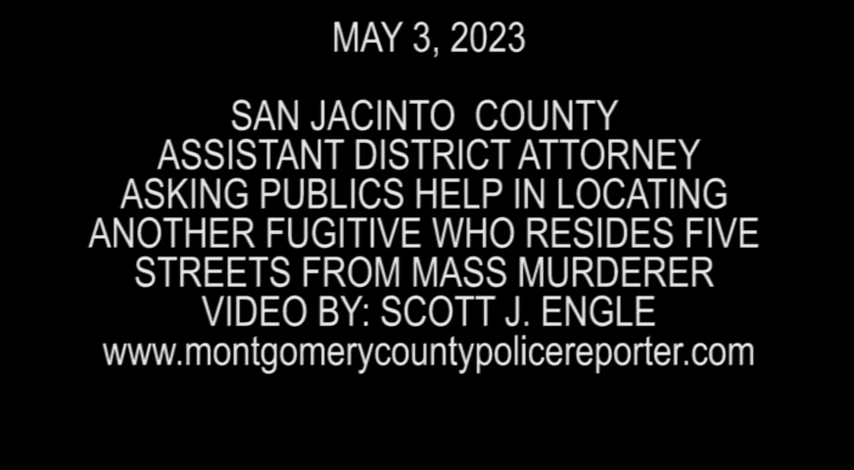 MAY 3, 2023
SAN JACINTO COUNTY
ASSISTANT DISTRICT ATTORNEY
ASKING PUBLICS HELP IN LOCATING
ANOTHER FUGITIVE WHO RESIDES FIVE
STREETS FROM MASS MURDERER
VIDEO BY: SCOTT J. ENGLE
www.montgomerycountypolicereporter.com